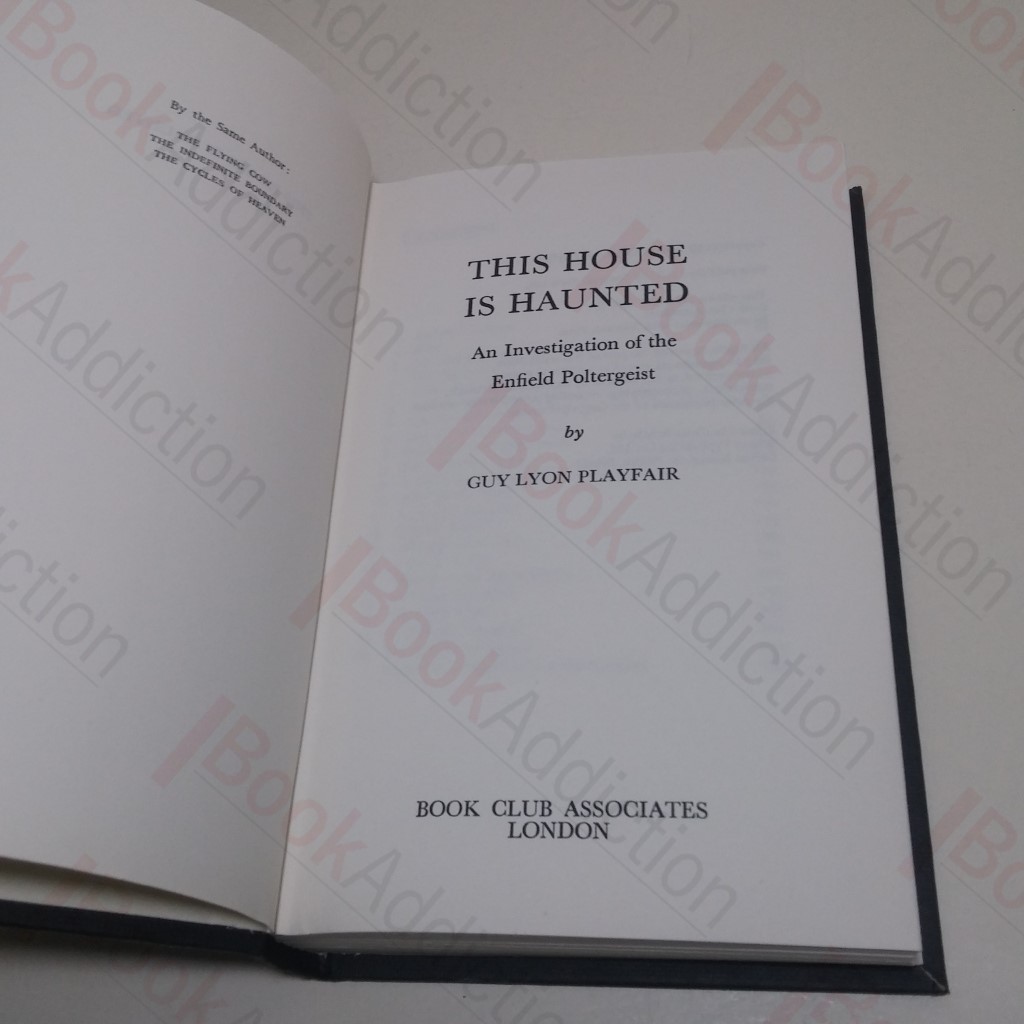 By the Same Author:
THE FLYING COW
THE INDEFINITE BOUNDARY
THE CYCLES OF HEAVEN
THIS HOUSE
IS HAUNTED
An Investigation of the
Enfield Poltergeist
by
GUY LYON PLAYFAIR
BOOK CLUB ASSOCIATES
LONDON
BookAddiction